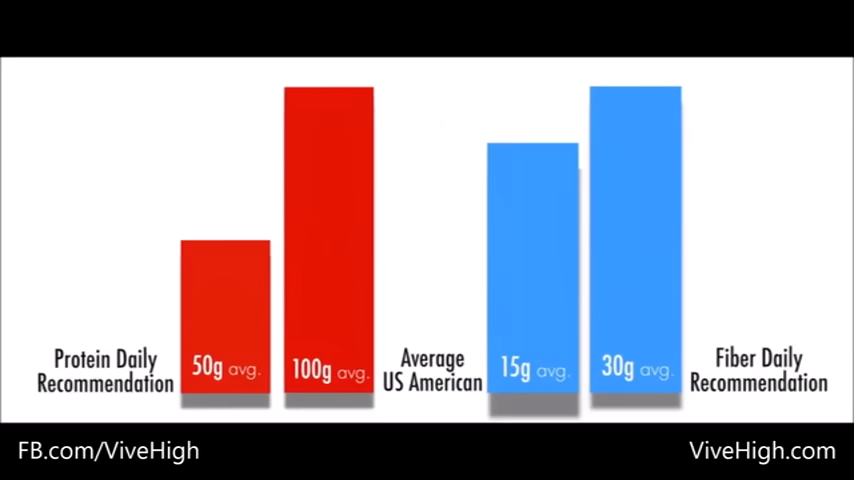 Protein Daily
Recommendation
50g avg.
100g avg.
Average
US American
15g avg.
30g avg.
Fiber Daily
Recommendation
FB.com/ViveHigh
ViveHigh.com